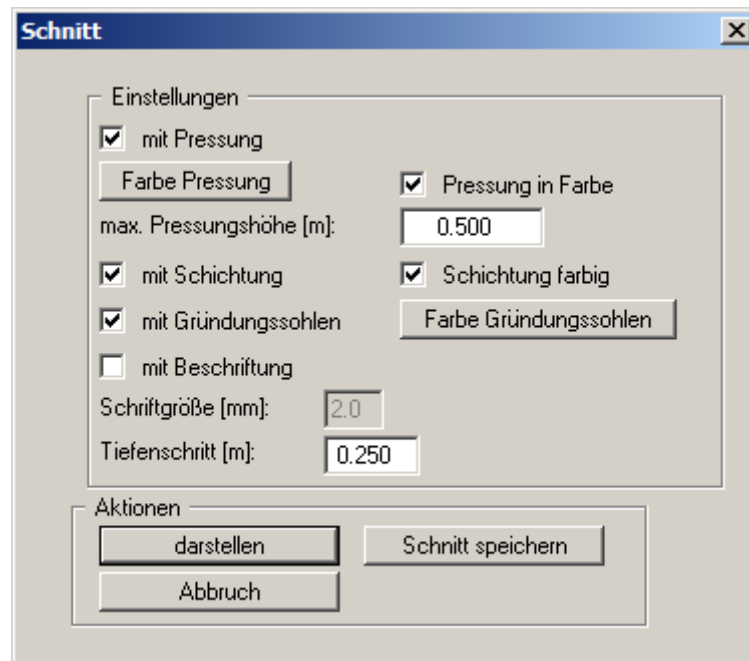 Schnitt
Einstellungen
mit Pressung
Farbe Pressung
Pressung in Farbe
max. Pressungshöhe [m]:
0.500
mit Schichtung
Schichtung farbig
mit Gründungssohlen
Farbe Gründungssohlen
mit Beschriftung
Schriftgröße [mm]:
2.0
Tiefenschritt [m]:
0.250
Aktionen
darstellen
Schnitt speichern
Abbruch